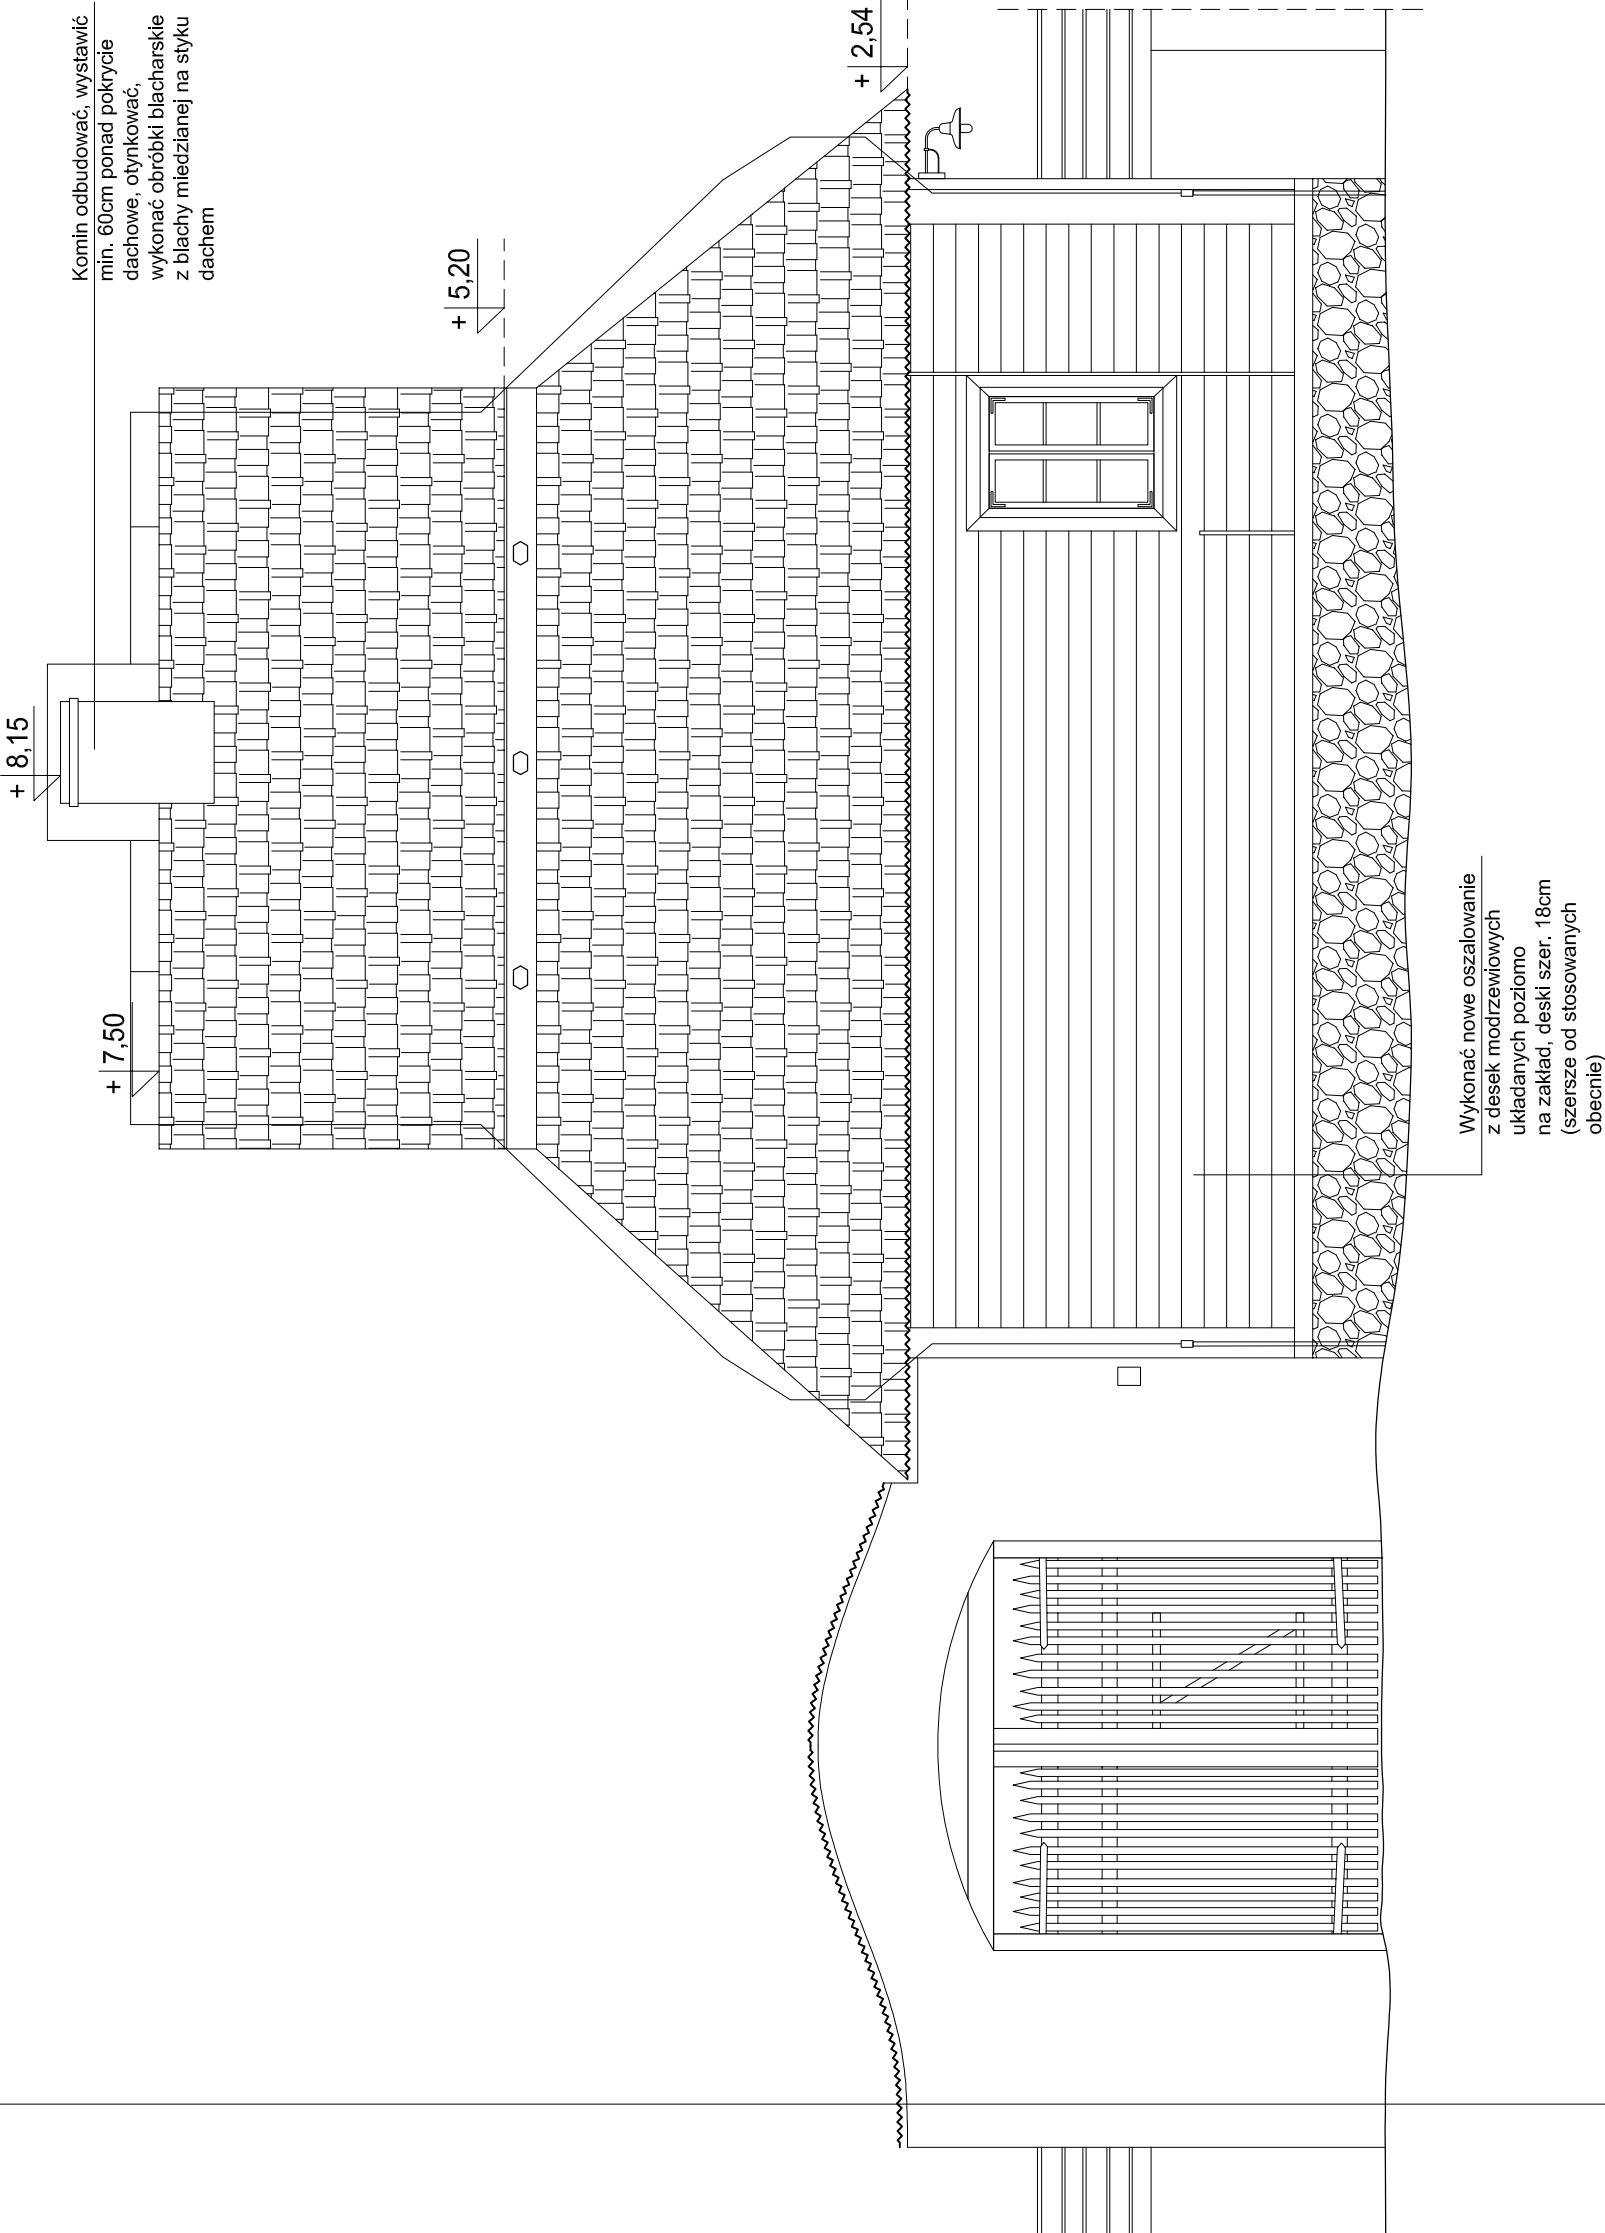 Komin odbudować, wystawić
min. 60cm ponad pokrycie
dachowe, otynkować,
wykonać obróbki blacharskie
z blachy miedzianej na styku
dachem
+ 8,15
+ 7,50
+ 5,20
+ 2,54
Wykonać nowe oszalowanie
z desek modrzewiowych
układanych poziomo
na zakład, deski szer. 18cm
(szersze od stosowanych
obecnie)